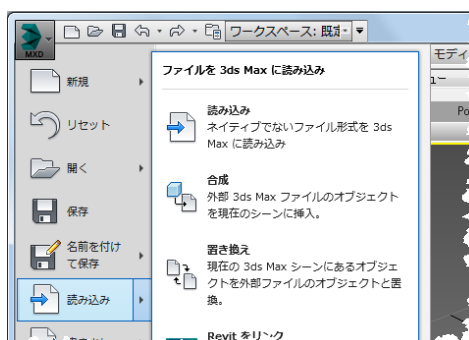 ワークスペース: 既定
MXD
モディ
ュー
Po
新規
リセット
開く
保存
名前を付け
て保存
読み込み
ファイルを 3ds Max に読み込み
読み込み
ネイティブでないファイル形式を 3ds
Max に読み込み
合成
外部 3ds Max ファイルのオブジェクト
を現在のシーンに挿入。
置き換え
現在の 3ds Max シーンにあるオブジェ
クトを外部ファイルのオブジェクトと置
換。
Revit をリンク